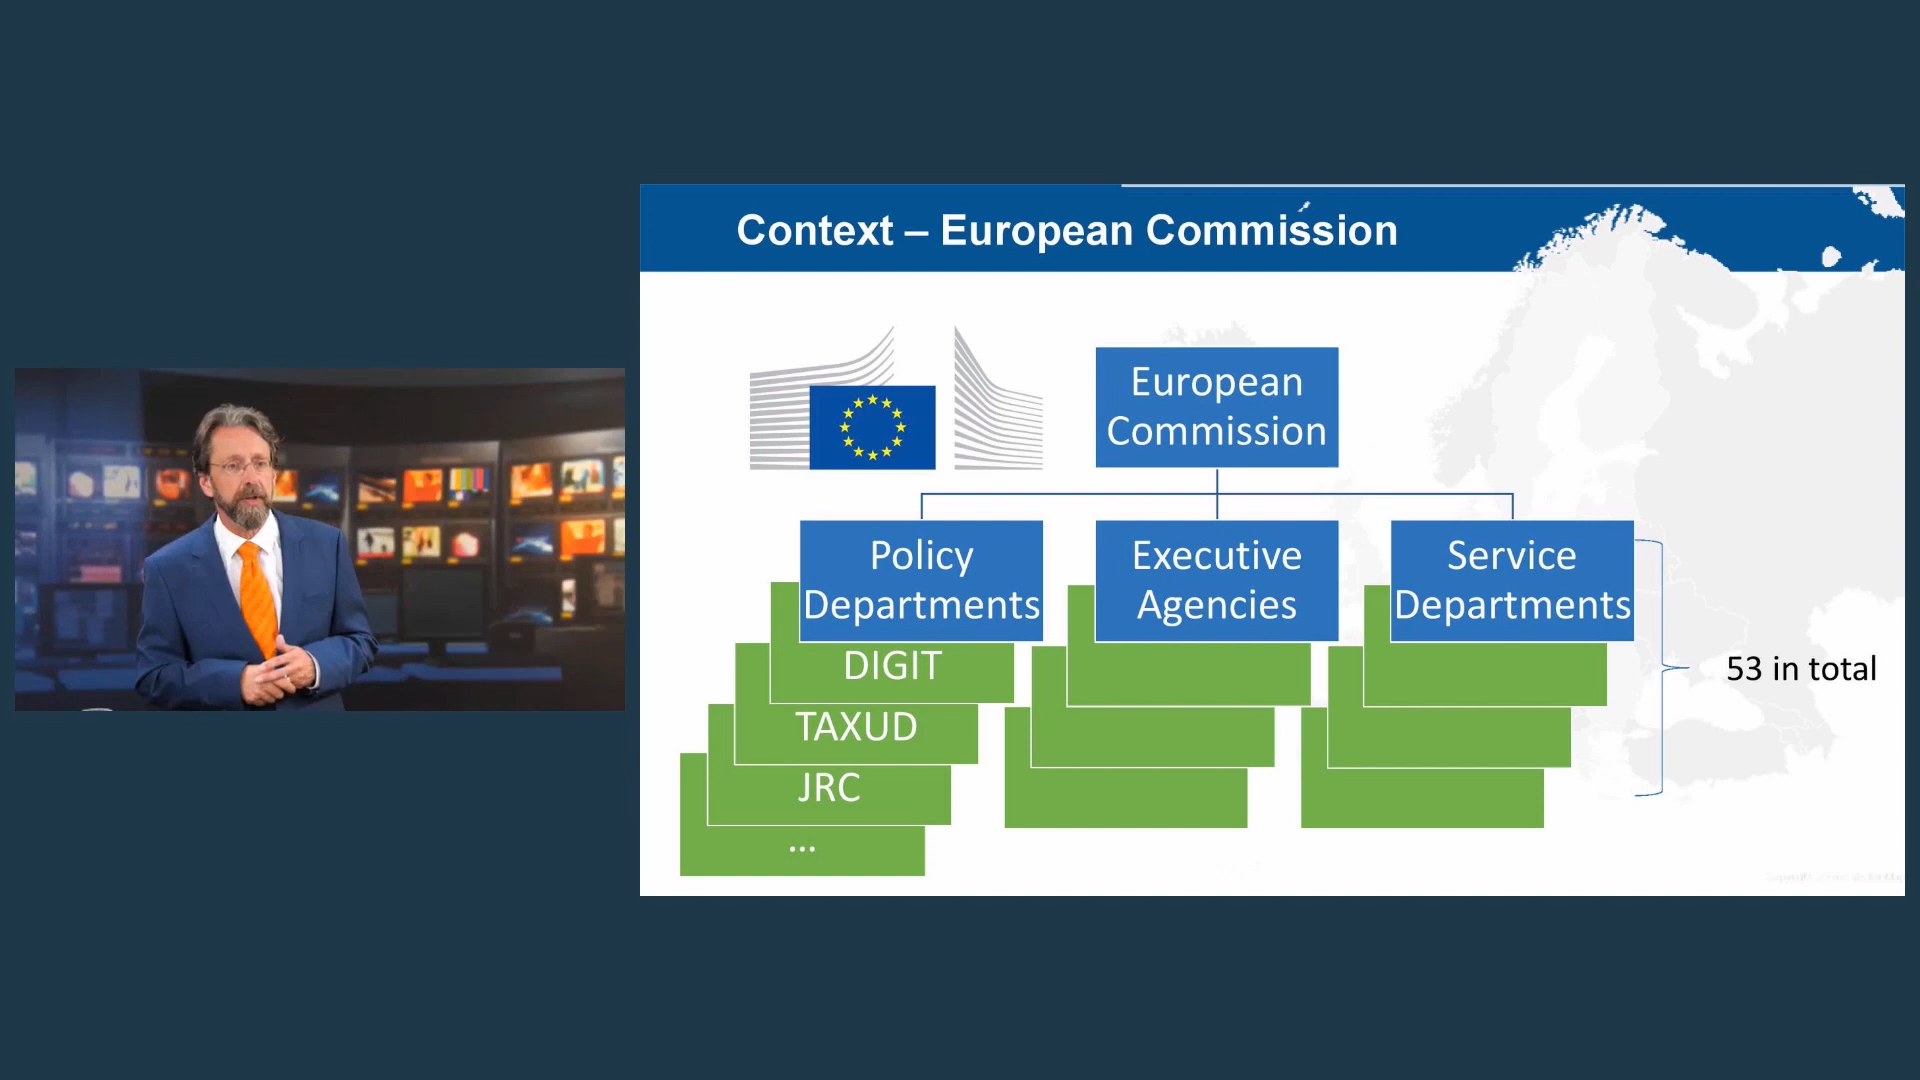 Context – European Commission
European
Commission
Policy
Departments
Executive
Agencies
Service
Departments
DIGIT
TAXUD
JRC
...
53 in total